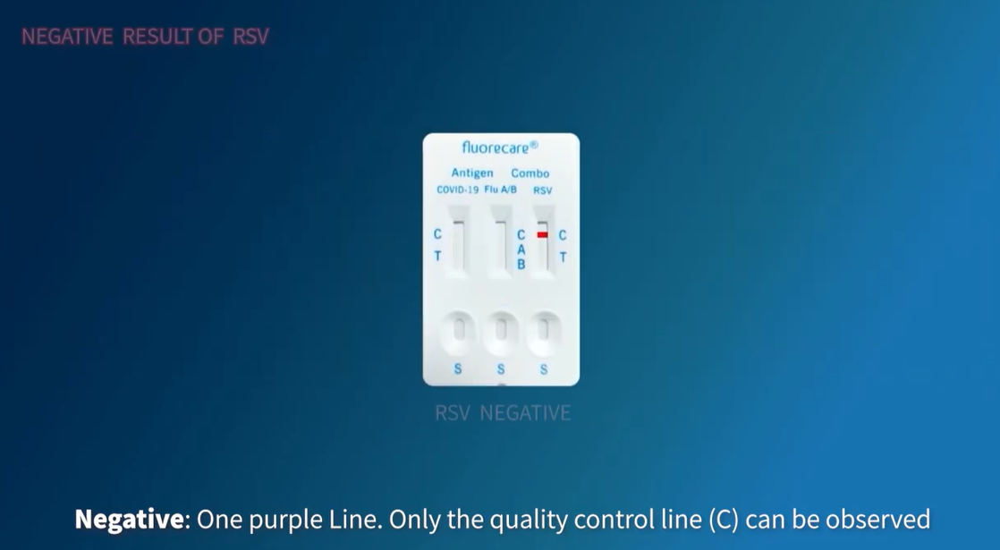 NEGATIVE RESULT OF RSV
fluorecare®
Antigen Combo
COVID-19 Flu A/B RSV
C C C
T A T
B
S S S
RSV NEGATIVE
Negative: One purple Line. Only the quality control line (C) can be observed